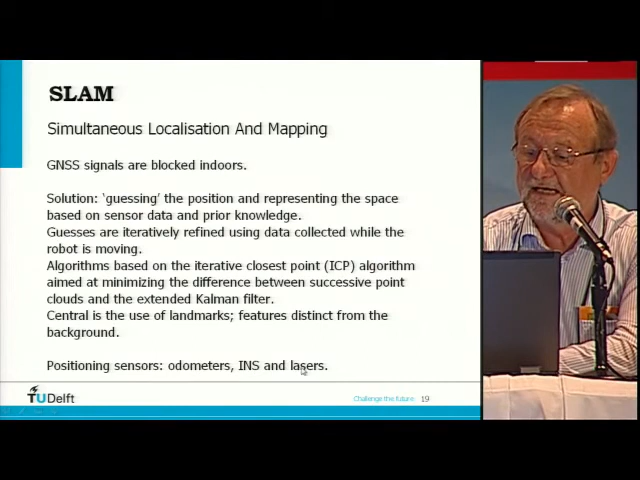 SLAM
Simultaneous Localisation And Mapping
GNSS signals are blocked indoors.
Solution: ‘guessing’ the position and representing the space
based on sensor data and prior knowledge.
Guesses are iteratively refined using data collected while the
robot is moving.
Algorithms based on the iterative closest point (ICP) algorithm
aimed at minimizing the difference between successive point
clouds and the extended Kalman filter.
Central is the use of landmarks; features distinct from the
background.
Positioning sensors: odometers, INS and lasers.
TUDelft
Challenge the future 19